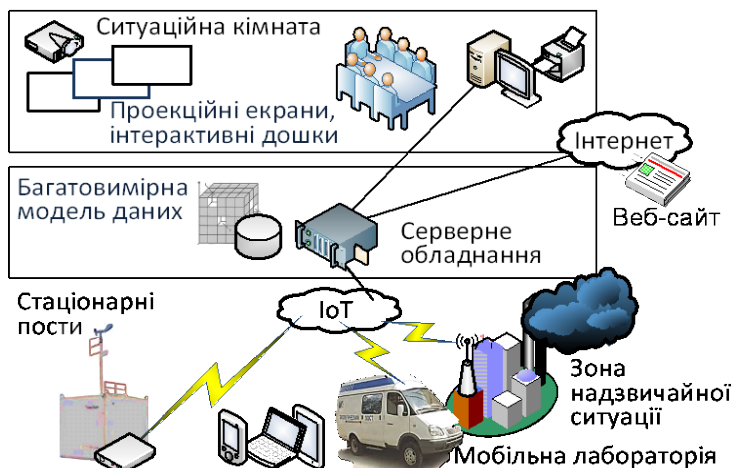 Ситуаційна кімната
Проекційні екрани,
інтерактивні дошки
Інтернет
Веб-сайт
Багатовимірна
модель даних
Серверне
обладнання
Стаціонарні
пости
IoT
Зона
надзвичайної
ситуації
Мобільна лабораторія